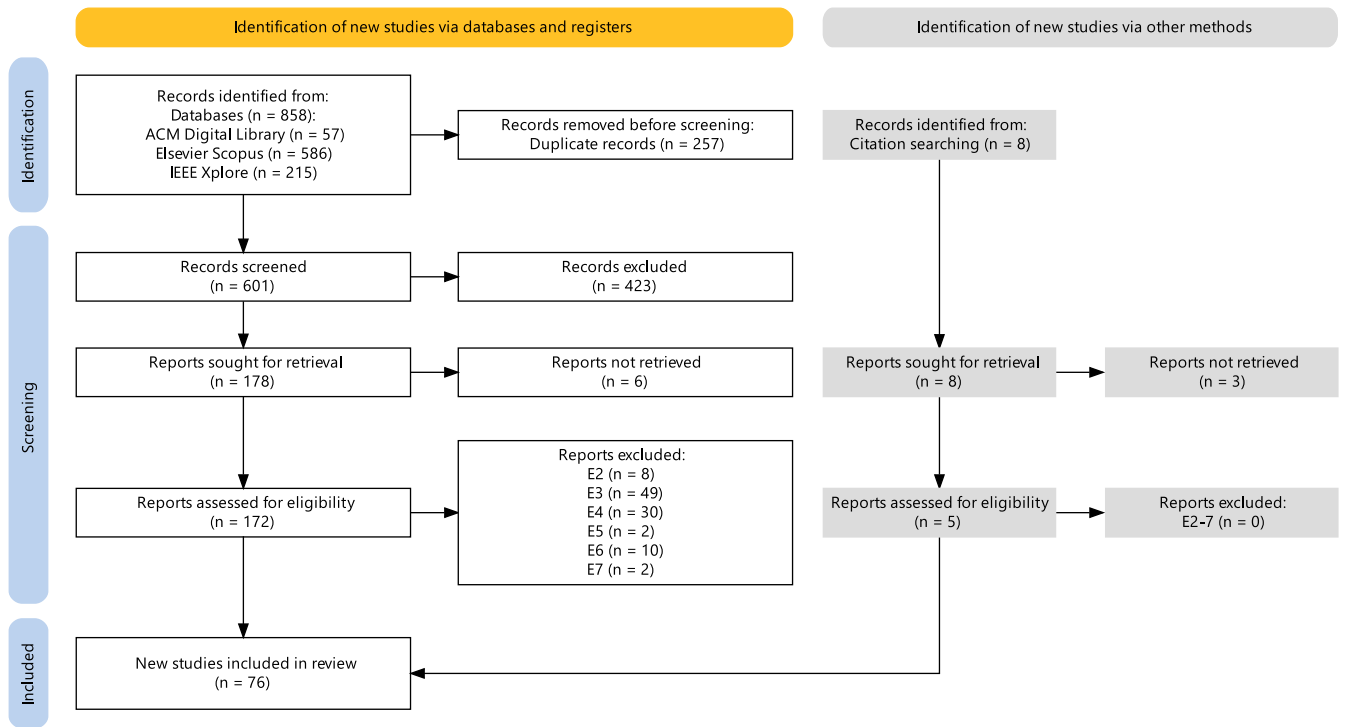 Identification of new studies via databases and registers
Identification of new studies via other methods
Identification
Records identified from:
Databases (n = 858):
ACM Digital Library (n = 57)
Elsevier Scopus (n = 586)
IEEE Xplore (n = 215)
Records removed before screening:
Duplicate records (n = 257)
Records identified from:
Citation searching (n = 8)
Screening
Records screened
(n = 601)
Records excluded
(n = 423)
Reports sought for retrieval
(n = 178)
Reports not retrieved
(n = 6)
Reports sought for retrieval
(n = 8)
Reports not retrieved
(n = 3)
Reports assessed for eligibility
(n = 172)
Reports excluded:
E2 (n = 8)
E3 (n = 49)
E4 (n = 30)
E5 (n = 2)
E6 (n = 10)
E7 (n = 2)
Reports assessed for eligibility
(n = 5)
Reports excluded:
E2-7 (n = 0)
Included
New studies included in review
(n = 76)